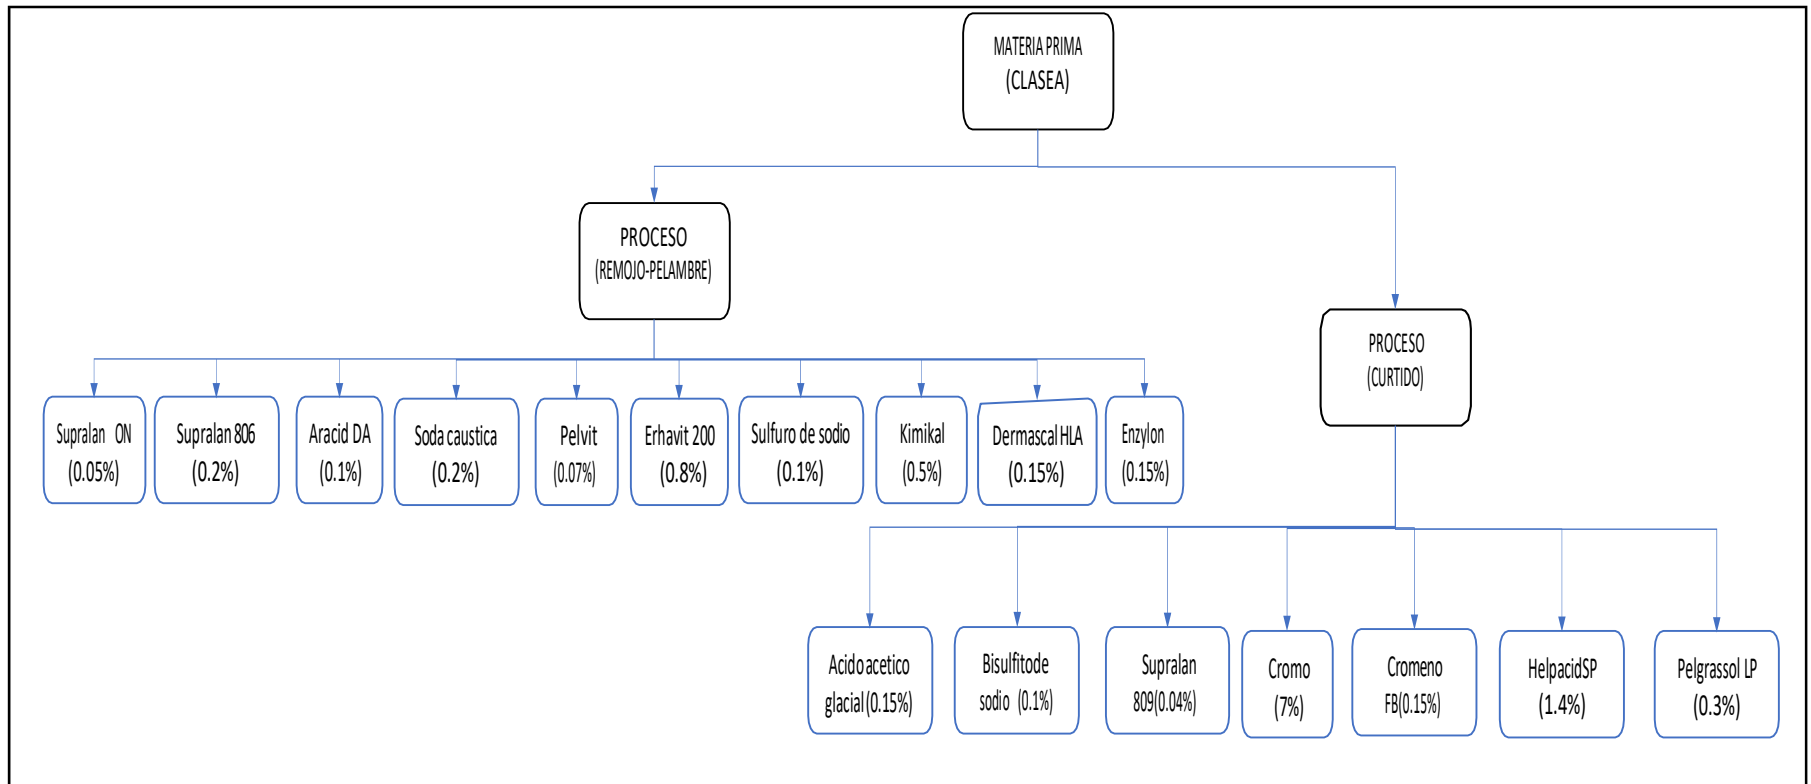 MATERIA PRIMA
(CLASEA)
PROCESO
(REMOJO-PELAMBRE)
PROCESO
(CURTIDO)
Supralan ON
(0.05%)
Supralan 806
(0.2%)
Aracid DA
(0.1%)
Soda caustica
(0.2%)
Pelvit
(0.07%)
Erhavit 200
(0.8%)
Sulfuro de sodio
(0.1%)
Kimikal
(0.5%)
Dermascal HLA
(0.15%)
Enzylon
(0.15%)
Acido acetico
glacial (0.15%)
Bisulfitode
sodio (0.1%)
Supralan
809(0.04%)
Cromo
(7%)
Cromeno
FB(0.15%)
HelpacidSP
(1.4%)
Pelgrassol LP
(0.3%)